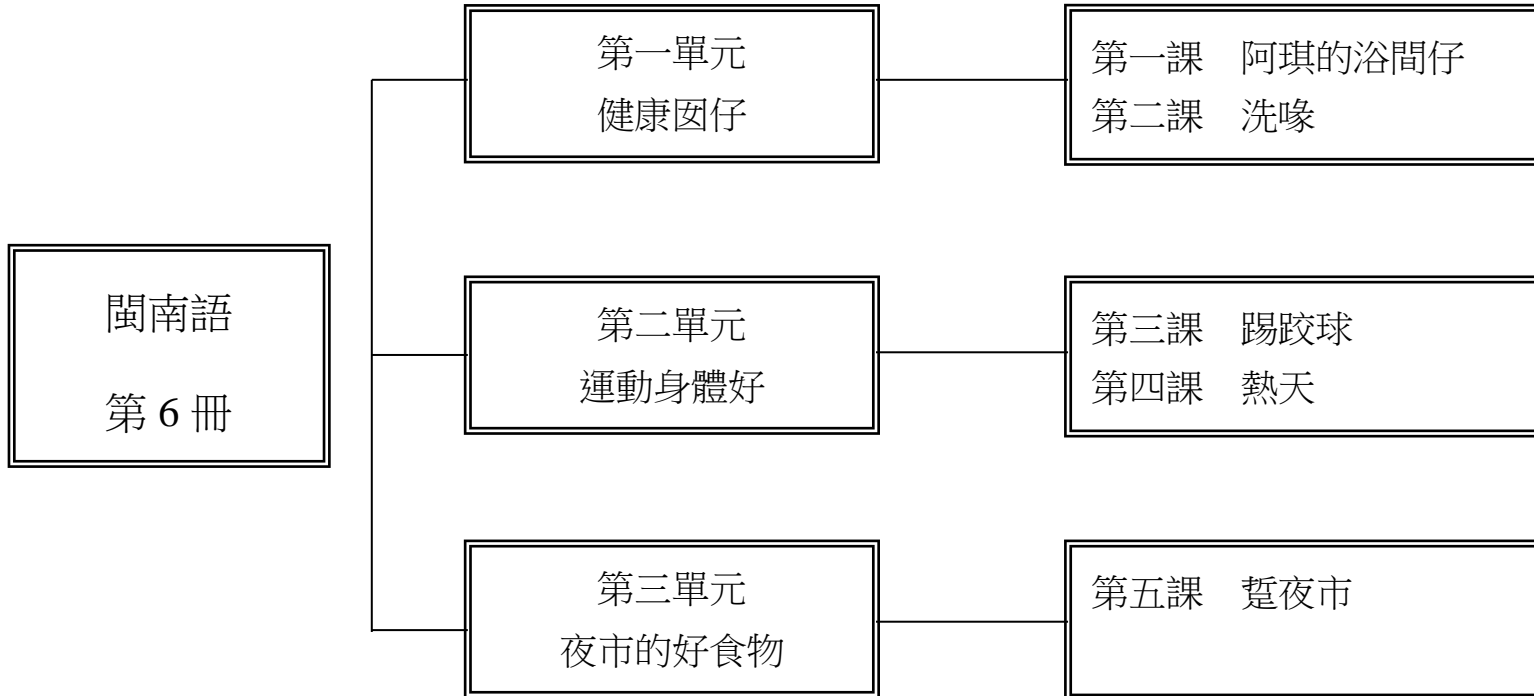 閩南語
第 6 冊
第一單元
健康囡仔
第一課　阿琪的浴間仔
第二課　洗喙
第二單元
運動身體好
第三課　踢跤球
第四課　熱天
第三單元
夜市的好食物
第五課　踅夜市